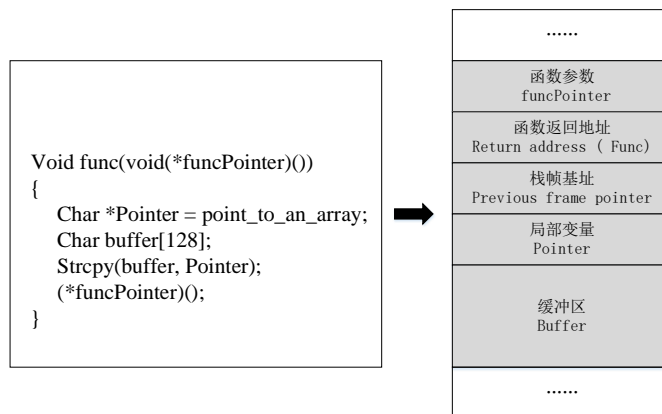 Void func(void(*funcPointer)())
{
Char *Pointer = point_to_an_array;
Char buffer[128];
Strcpy(buffer, Pointer);
(*funcPointer)();
}
······
函数参数
funcPointer
函数返回地址
Return address ( Func)
栈帧基址
Previous frame pointer
局部变量
Pointer
缓冲区
Buffer
······